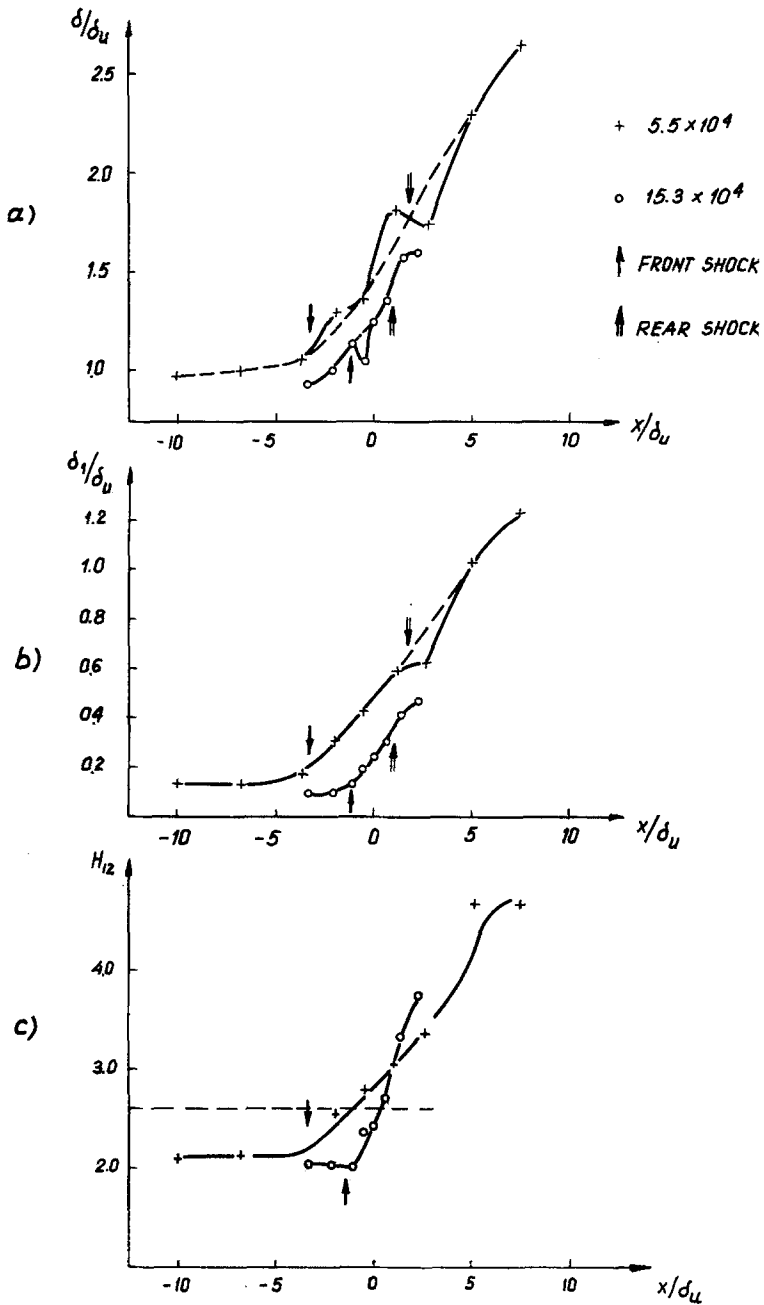 δ/δu
2.5
2.0
1.5
1.0
a)
-10 -5 0 5 10 x/δu
+ 5.5 × 10⁴
o 15.3 × 10⁴
FRONT SHOCK
REAR SHOCK
δ1/δu
1.2
1.0
0.8
0.6
0.4
0.2
b)
-10 -5 0 5 10 x/δu
H12
4.0
3.0
2.0
c)
-10 -5 0 5 10 x/δu